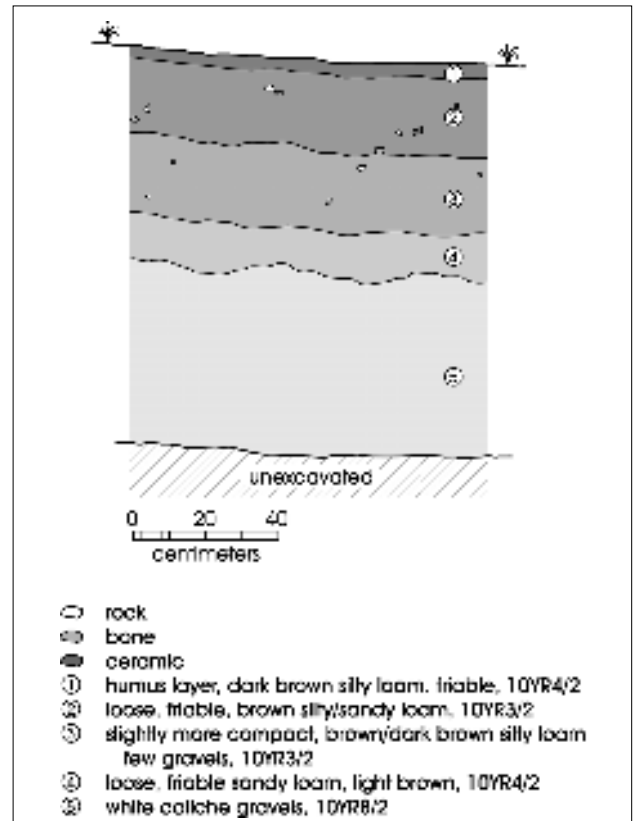 1
2
3
4
5
unexcavated
0 20 40
centimeters
rock
bone
ceramic
1 humus layer, dark brown silty loam, friable, 10YR4/2
2 loose, friable, brown silty/sandy loam, 10YR3/2
3 slightly more compact, brown/dark brown silty loam
few gravels, 10YR3/2
4 loose, friable sandy loam, light brown, 10YR4/2
5 white caliche gravels, 10YR8/2